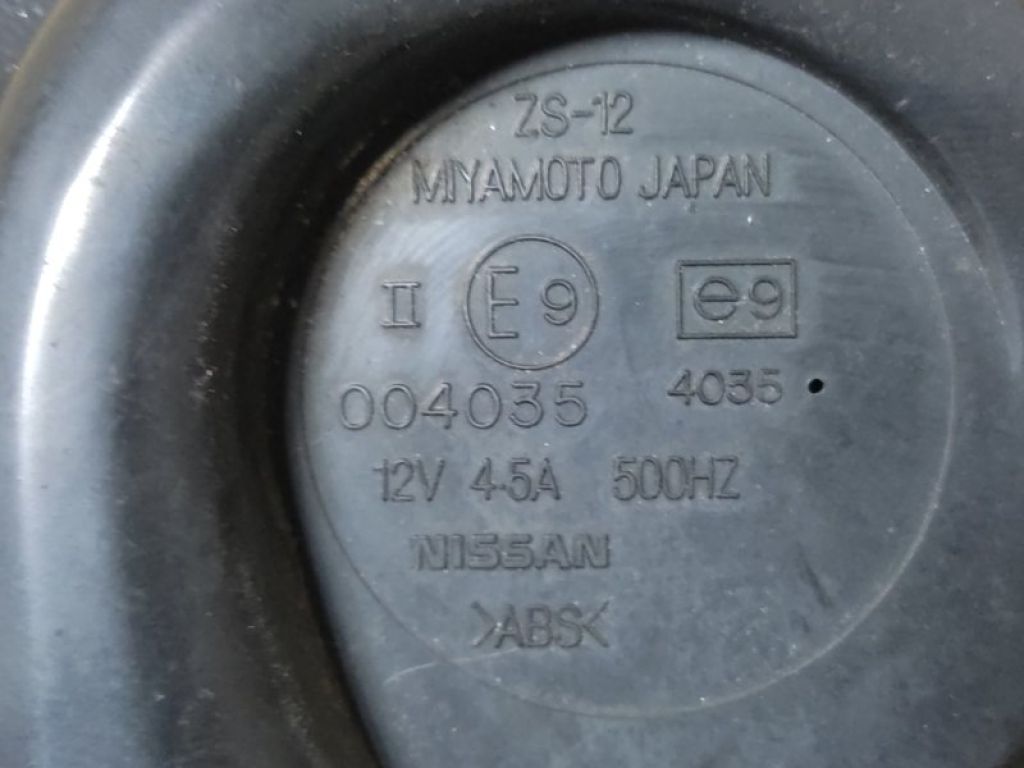 ZS-12
MIYAMOTO JAPAN
II E9 e9
004035 4035
12V 4.5A 500HZ
NISSAN
>ABS<